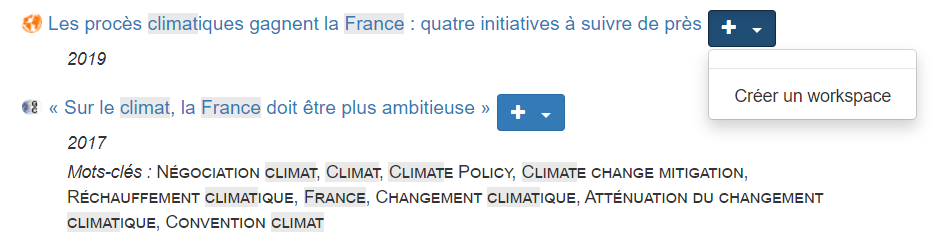 Les procès climatiques gagnent la France : quatre initiatives à suivre de près
2019
Créer un workspace
« Sur le climat, la France doit être plus ambitieuse »
2017
Mots-clés : Négociation climat, Climat, Climate Policy, Climate change mitigation,
Réchauffement climatique, France, Changement climatique, Atténuation du changement
climatique, Convention climat